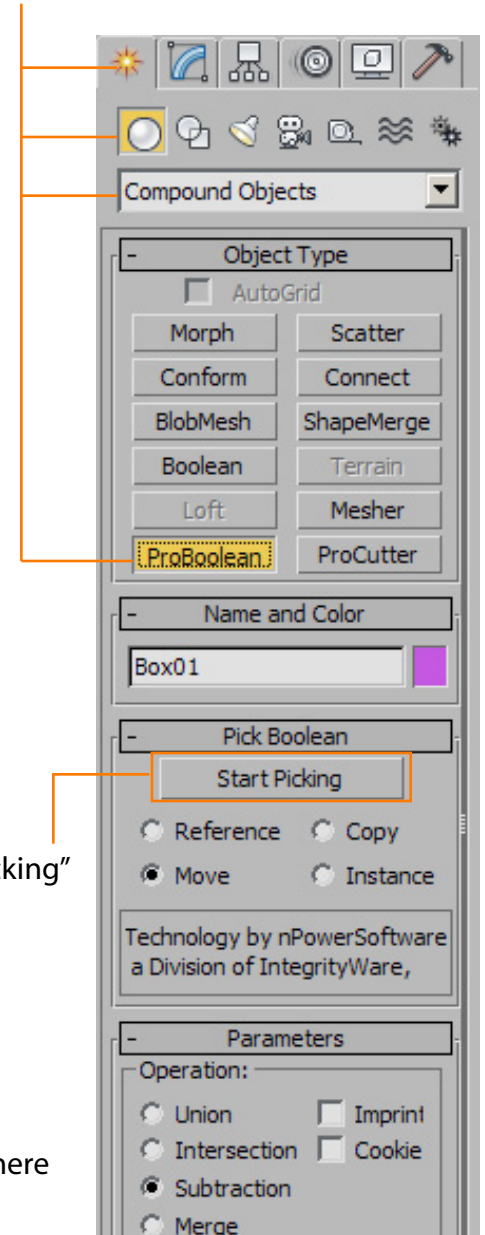 Compound Objects
- Object Type
AutoGrid
Morph Scatter
Conform Connect
BlobMesh ShapeMerge
Boolean Terrain
Loft Mesher
ProBoolean ProCutter
- Name and Color
Box01
- Pick Boolean
Start Picking
Reference Copy
king”
Move Instance
Technology by nPowerSoftware
a Division of IntegrityWare,
- Parameters
Operation:
Union Imprint
Intersection Cookie
here
Subtraction
Merge